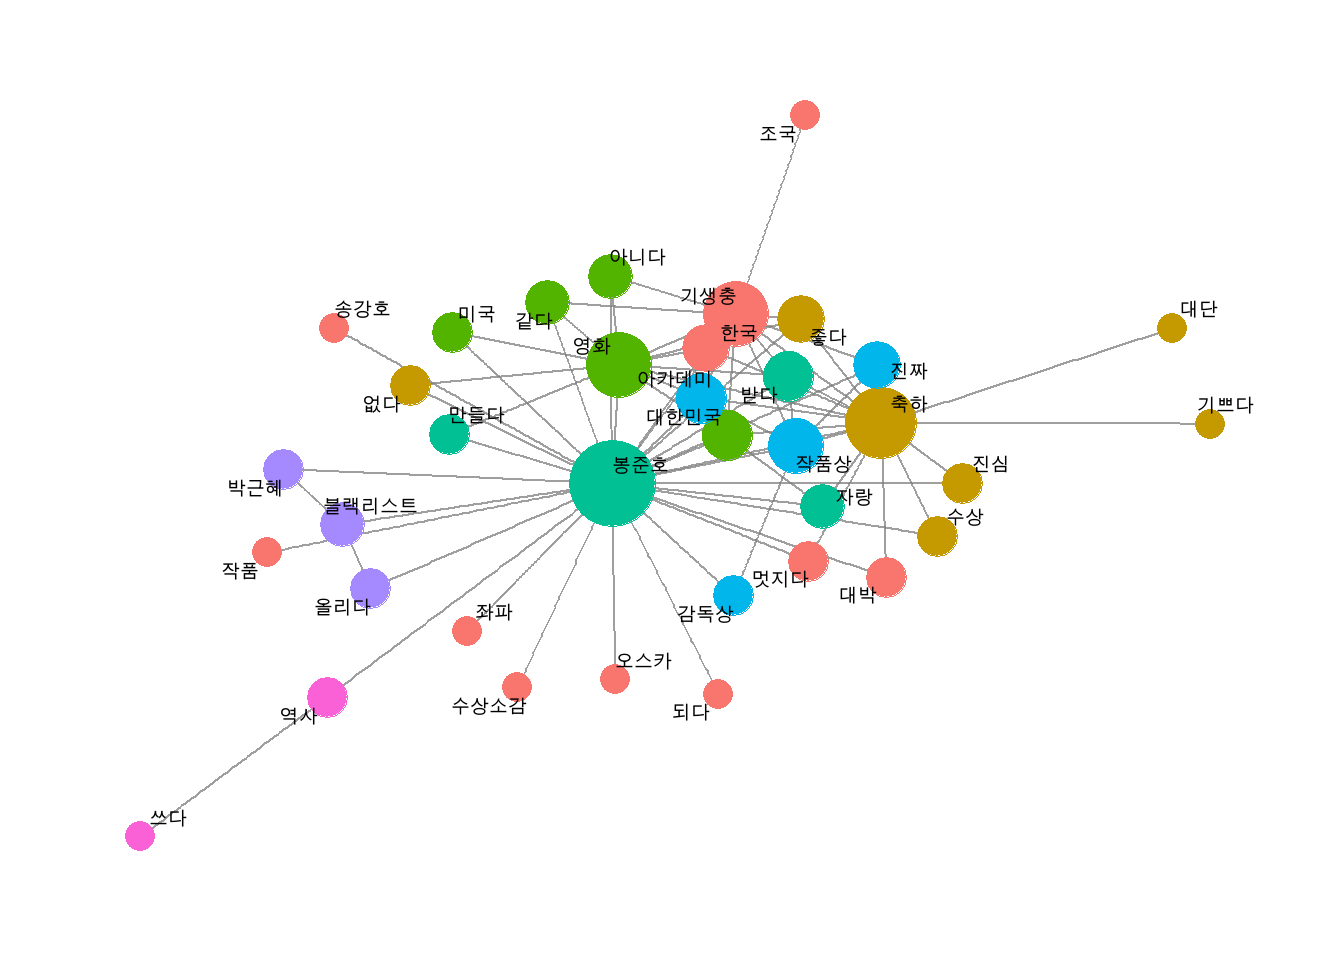 조국
아니다
기생충
송강호
미국
같다
한국
좋다
대단
영화
진짜
아카데미
받다
없다
만들다
대한민국
축하
기쁘다
봉준호
작품상
진심
박근혜
블랙리스트
자랑
수상
작품
올리다
좌파
감독상
멋지다
대박
오스카
수상소감
되다
역사
쓰다